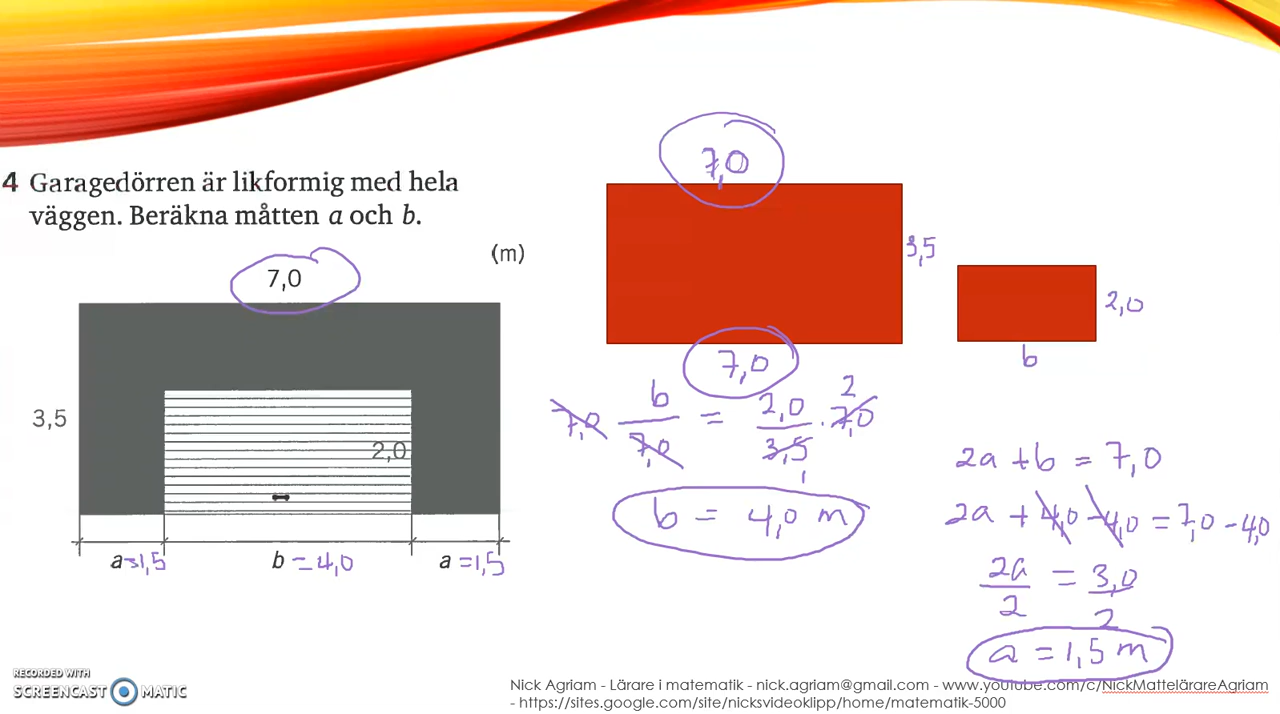 4 Garagedörren är likformig med hela
väggen. Beräkna måtten a och b.
(m)
7,0
3,5
2,0
a=1,5
b =4,0
a =1,5
7,0
3,5
7,0
2,0
b
7,0 b/7,0 = 2,0/3,5 · 7,0 2
1
b = 4,0 m
2a + b = 7,0
2a + 4,0 - 4,0 = 7,0 - 4,0
2a/2 = 3,0/2
a = 1,5 m
RECORDED WITH
SCREENCAST MATIC
Nick Agriam - Lärare i matematik - nick.agriam@gmail.com - www.youtube.com/c/NickMattelärareAgriam
- https://sites.google.com/site/nicksvideoklipp/home/matematik-5000